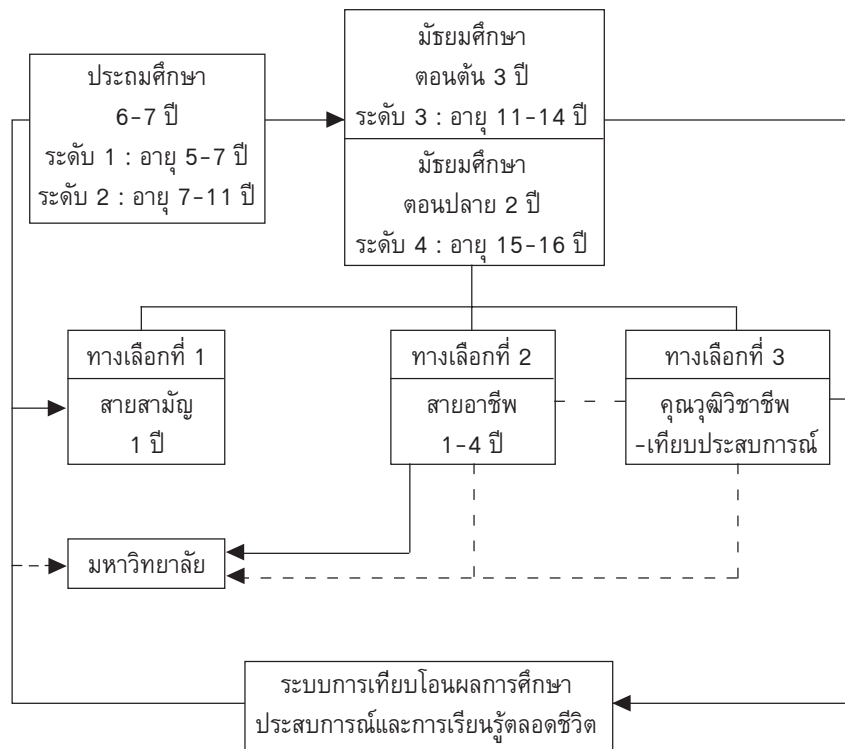 ประถมศึกษา
6-7 ปี
ระดับ 1 : อายุ 5-7 ปี
ระดับ 2 : อายุ 7-11 ปี
มัธยมศึกษา
ตอนต้น 3 ปี
ระดับ 3 : อายุ 11-14 ปี
มัธยมศึกษา
ตอนปลาย 2 ปี
ระดับ 4 : อายุ 15-16 ปี
ทางเลือกที่ 1
สายสามัญ
1 ปี
ทางเลือกที่ 2
สายอาชีพ
1-4 ปี
ทางเลือกที่ 3
คุณวุฒิวิชาชีพ
-เทียบประสบการณ์
มหาวิทยาลัย
ระบบการเทียบโอนผลการศึกษา
ประสบการณ์และการเรียนรู้ตลอดชีวิต